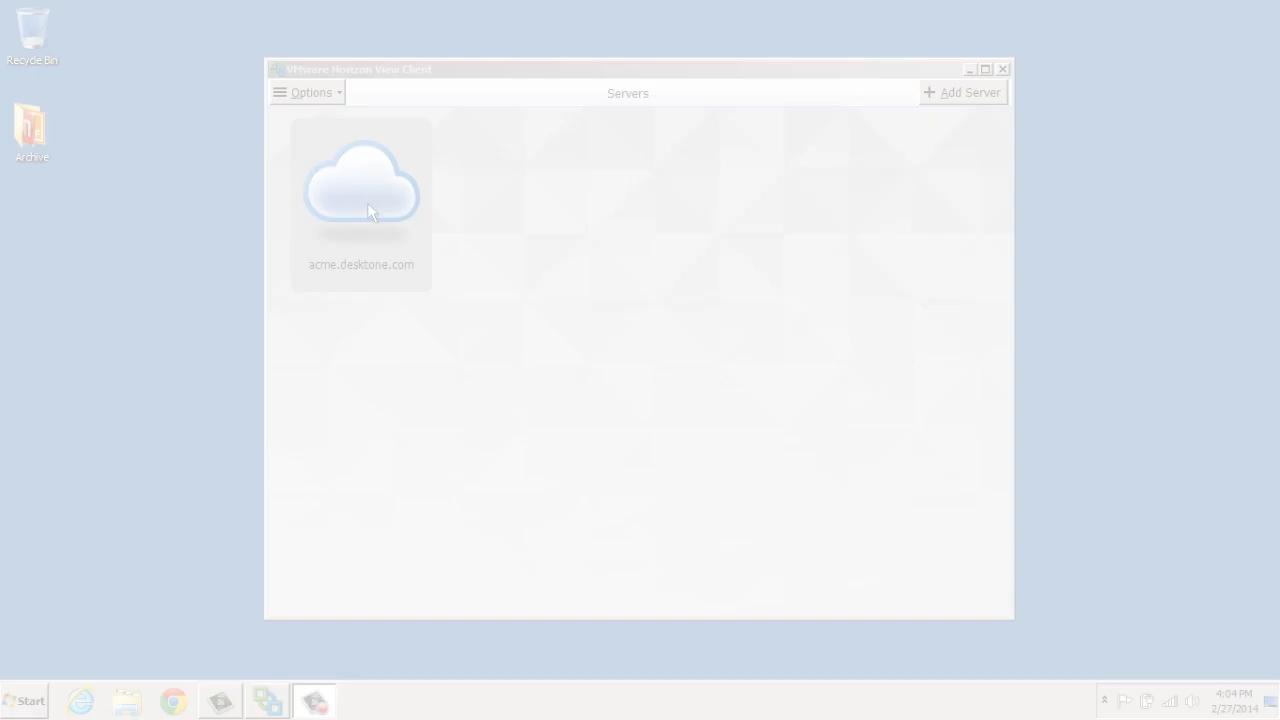 Recycle Bin
Archive
VMware Horizon View Client
Options
Servers
Add Server
acme.desktone.com
Start
4:04 PM
2/27/2014